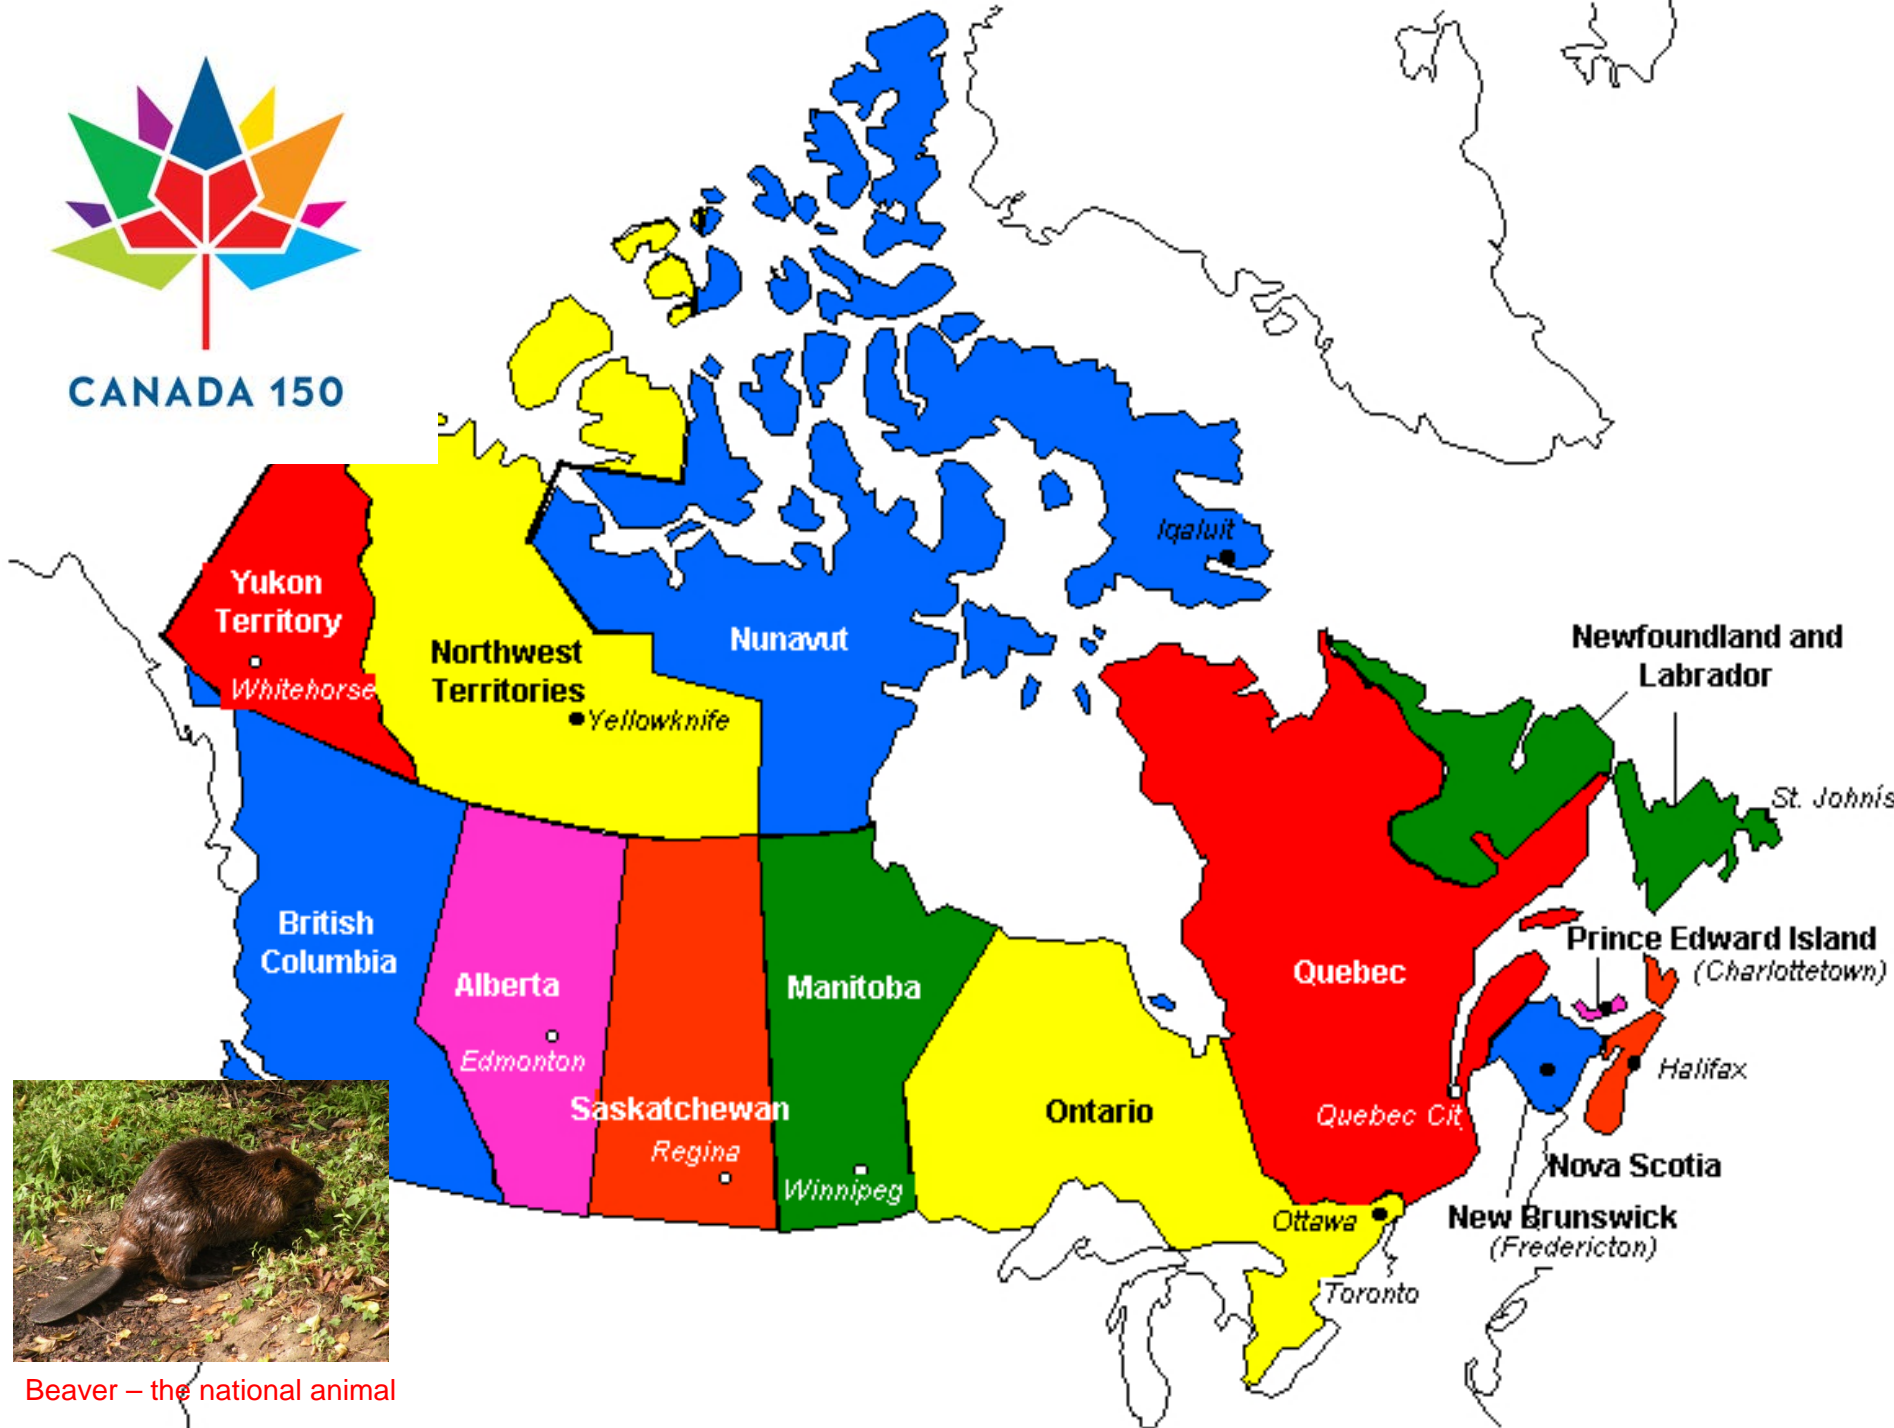 CANADA 150
Yukon
Territory
Whitehorse
Northwest
Territories
Yellowknife
Nunavut
Iqaluit
Newfoundland and
Labrador
St. Johnís
British
Columbia
Alberta
Edmonton
Saskatchewan
Regina
Manitoba
Winnipeg
Ontario
Ottawa
Toronto
Quebec
Quebec Cit
Prince Edward Island
(Charlottetown)
Halifax
Nova Scotia
New Brunswick
(Fredericton)
Beaver – the national animal